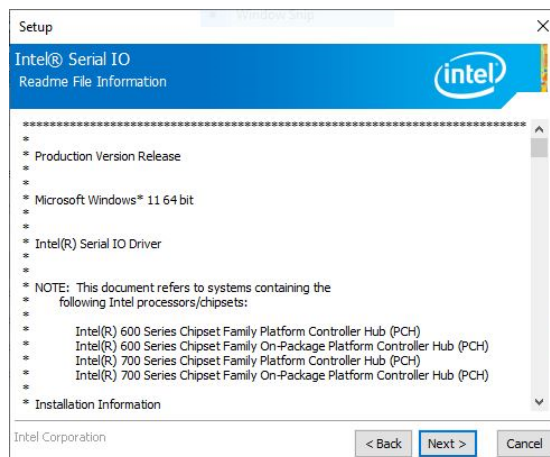 Window Snip
Setup
Intel® Serial IO
Readme File Information
intel
*******************************************************************************
*
* Production Version Release
*
*
* Microsoft Windows* 11 64 bit
*
*
* Intel(R) Serial IO Driver
*
*
* NOTE: This document refers to systems containing the
* following Intel processors/chipsets:
*
* Intel(R) 600 Series Chipset Family Platform Controller Hub (PCH)
* Intel(R) 600 Series Chipset Family On-Package Platform Controller Hub (PCH)
* Intel(R) 700 Series Chipset Family Platform Controller Hub (PCH)
* Intel(R) 700 Series Chipset Family On-Package Platform Controller Hub (PCH)
*
* Installation Information
Intel Corporation
< Back Next > Cancel